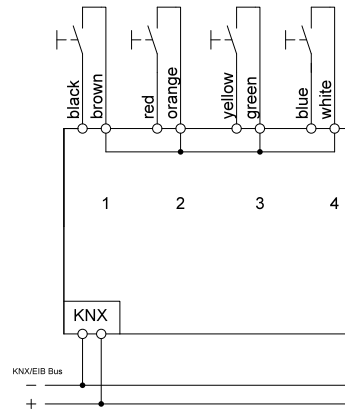 black
brown
red
orange
yellow
green
blue
white
1 2 3 4
KNX
KNX/EIB Bus
−
+